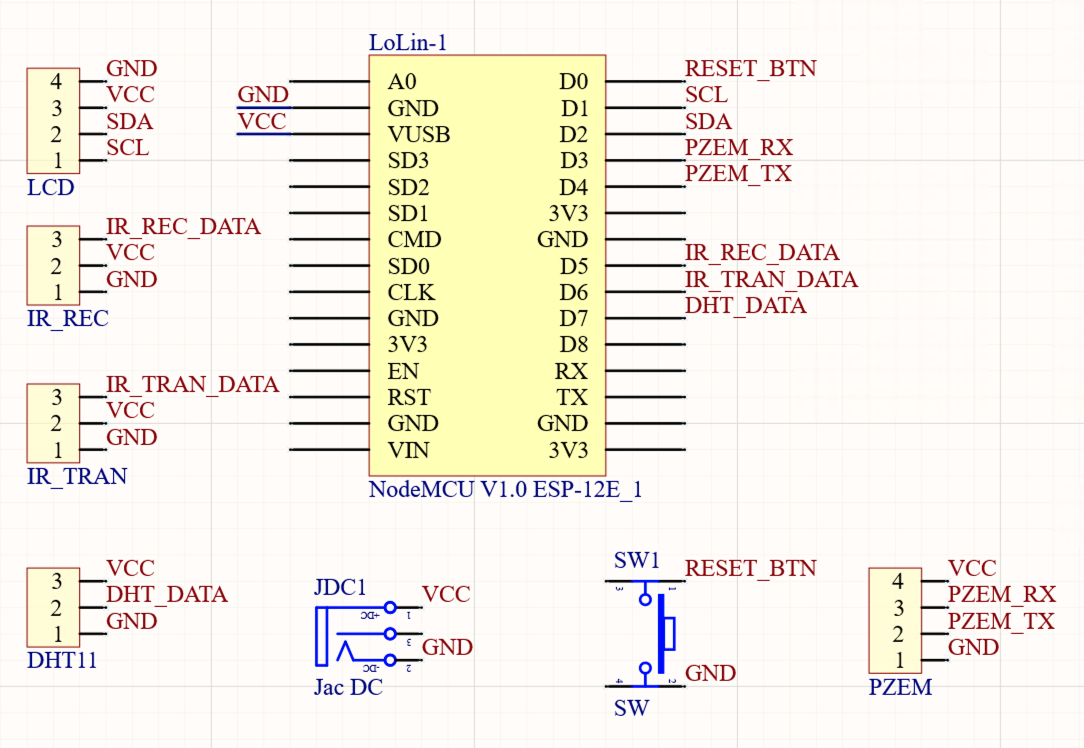 LoLin-1
4 GND
3 VCC
2 SDA
1 SCL
LCD
3 IR_REC_DATA
2 VCC
1 GND
IR_REC
3 IR_TRAN_DATA
2 VCC
1 GND
IR_TRAN
3 VCC
2 DHT_DATA
1 GND
DHT11
A0 D0 RESET_BTN
GND GND D1 SCL
VCC VUSB D2 SDA
SD3 D3 PZEM_RX
SD2 D4 PZEM_TX
SD1 3V3
CMD GND
SD0 D5 IR_REC_DATA
CLK D6 IR_TRAN_DATA
GND D7 DHT_DATA
3V3 D8
EN RX
RST TX
GND GND
VIN 3V3
NodeMCU V1.0 ESP-12E_1
JDC1
DC+ 1 VCC
3
DC- 2 GND
Jac DC
SW1
3 1 RESET_BTN
4 2 GND
SW
4 VCC
3 PZEM_RX
2 PZEM_TX
1 GND
PZEM